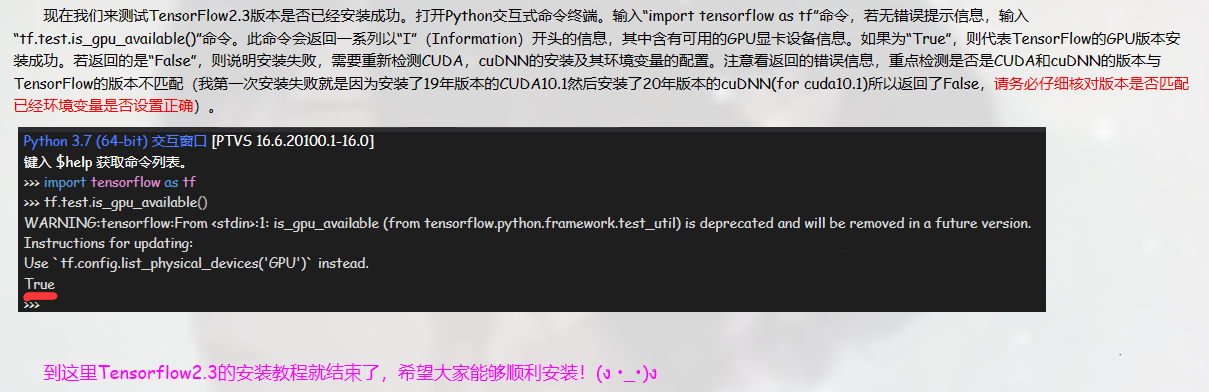 现在我们来测试TensorFlow2.3版本是否已经安装成功。打开Python交互式命令终端。输入“import tensorflow as tf”命令，若无错误提示信息，输入
“tf.test.is_gpu_available()”命令。此命令会返回一系列以“I”（Information）开头的信息，其中含有可用的GPU显卡设备信息。如果为“True”，则代表TensorFlow的GPU版本安
装成功。若返回的是“False”，则说明安装失败，需要重新检测CUDA，cuDNN的安装及其环境变量的配置。注意看返回的错误信息，重点检测是否是CUDA和cuDNN的版本与
TensorFlow的版本不匹配（我第一次安装失败就是因为安装了19年版本的CUDA10.1然后安装了20年版本的cuDNN(for cuda10.1)所以返回了False，请务必仔细核对版本是否匹配
已经环境变量是否设置正确）。
Python 3.7 (64-bit) 交互窗口 [PTVS 16.6.20100.1-16.0]
键入 $help 获取命令列表。
>>> import tensorflow as tf
>>> tf.test.is_gpu_available()
WARNING:tensorflow:From <stdin>:1: is_gpu_available (from tensorflow.python.framework.test_util) is deprecated and will be removed in a future version.
Instructions for updating:
Use `tf.config.list_physical_devices('GPU')` instead.
True
>>>
到这里Tensorflow2.3的安装教程就结束了，希望大家能够顺利安装！(ง •_•)ง